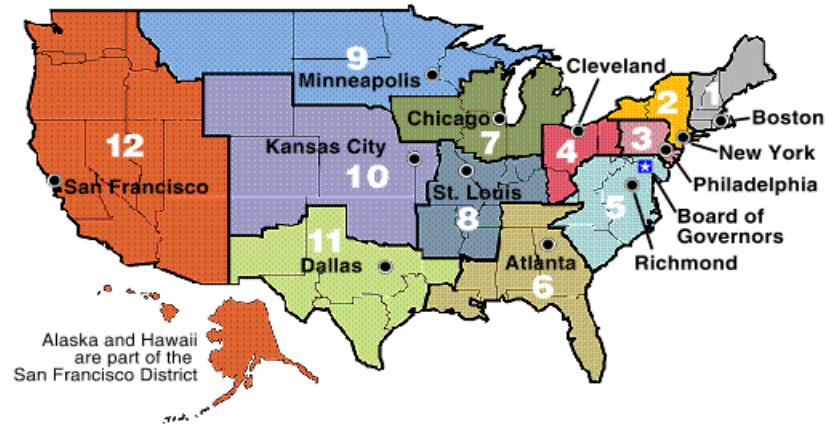 9
Minneapolis
Cleveland
2
1
Chicago
Boston
7
3
12
Kansas City
4
New York
10
San Francisco
St. Louis
Philadelphia
5
8
Board of
Governors
11
Dallas
Atlanta
Richmond
6
Alaska and Hawaii
are part of the
San Francisco District